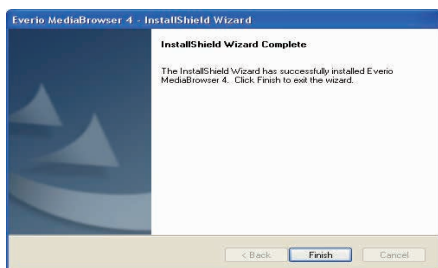 Everio MediaBrowser 4 - InstallShield Wizard
InstallShield Wizard Complete
The InstallShield Wizard has successfully installed Everio
MediaBrowser 4. Click Finish to exit the wizard.
< Back
Finish
Cancel